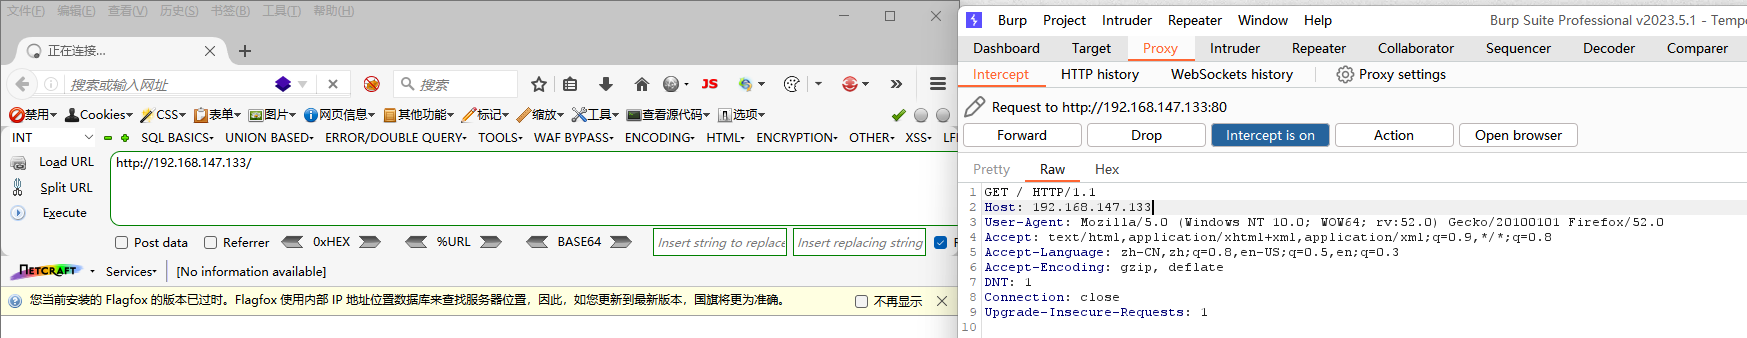 文件(F) 编辑(E) 查看(V) 历史(S) 书签(B) 工具(T) 帮助(H)
正在连接...
搜索或输入网址
搜索
JS
禁用 Cookies CSS 表单 图片 网页信息 其他功能 标记 缩放 工具 查看源代码 选项
INT SQL BASICS UNION BASED ERROR/DOUBLE QUERY TOOLS WAF BYPASS ENCODING HTML ENCRYPTION OTHER XSS LFI
Load URL
http://192.168.147.133/
Split URL
Execute
Post data Referrer 0xHEX %URL BASE64 Insert string to replace Insert replacing string
NETCRAFT Services [No information available]
您当前安装的 Flagfox 的版本已过时。Flagfox 使用内部 IP 地址位置数据库来查找服务器位置，因此，如您更新到最新版本，国旗将更为准确。 不再显示
Burp Project Intruder Repeater Window Help Burp Suite Professional v2023.5.1 - Tempo
Dashboard Target Proxy Intruder Repeater Collaborator Sequencer Decoder Comparer
Intercept HTTP history WebSockets history Proxy settings
Request to http://192.168.147.133:80
Forward Drop Intercept is on Action Open browser
Pretty Raw Hex
1 GET / HTTP/1.1
2 Host: 192.168.147.133
3 User-Agent: Mozilla/5.0 (Windows NT 10.0; WOW64; rv:52.0) Gecko/20100101 Firefox/52.0
4 Accept: text/html,application/xhtml+xml,application/xml;q=0.9,*/*;q=0.8
5 Accept-Language: zh-CN,zh;q=0.8,en-US;q=0.5,en;q=0.3
6 Accept-Encoding: gzip, deflate
7 DNT: 1
8 Connection: close
9 Upgrade-Insecure-Requests: 1
10